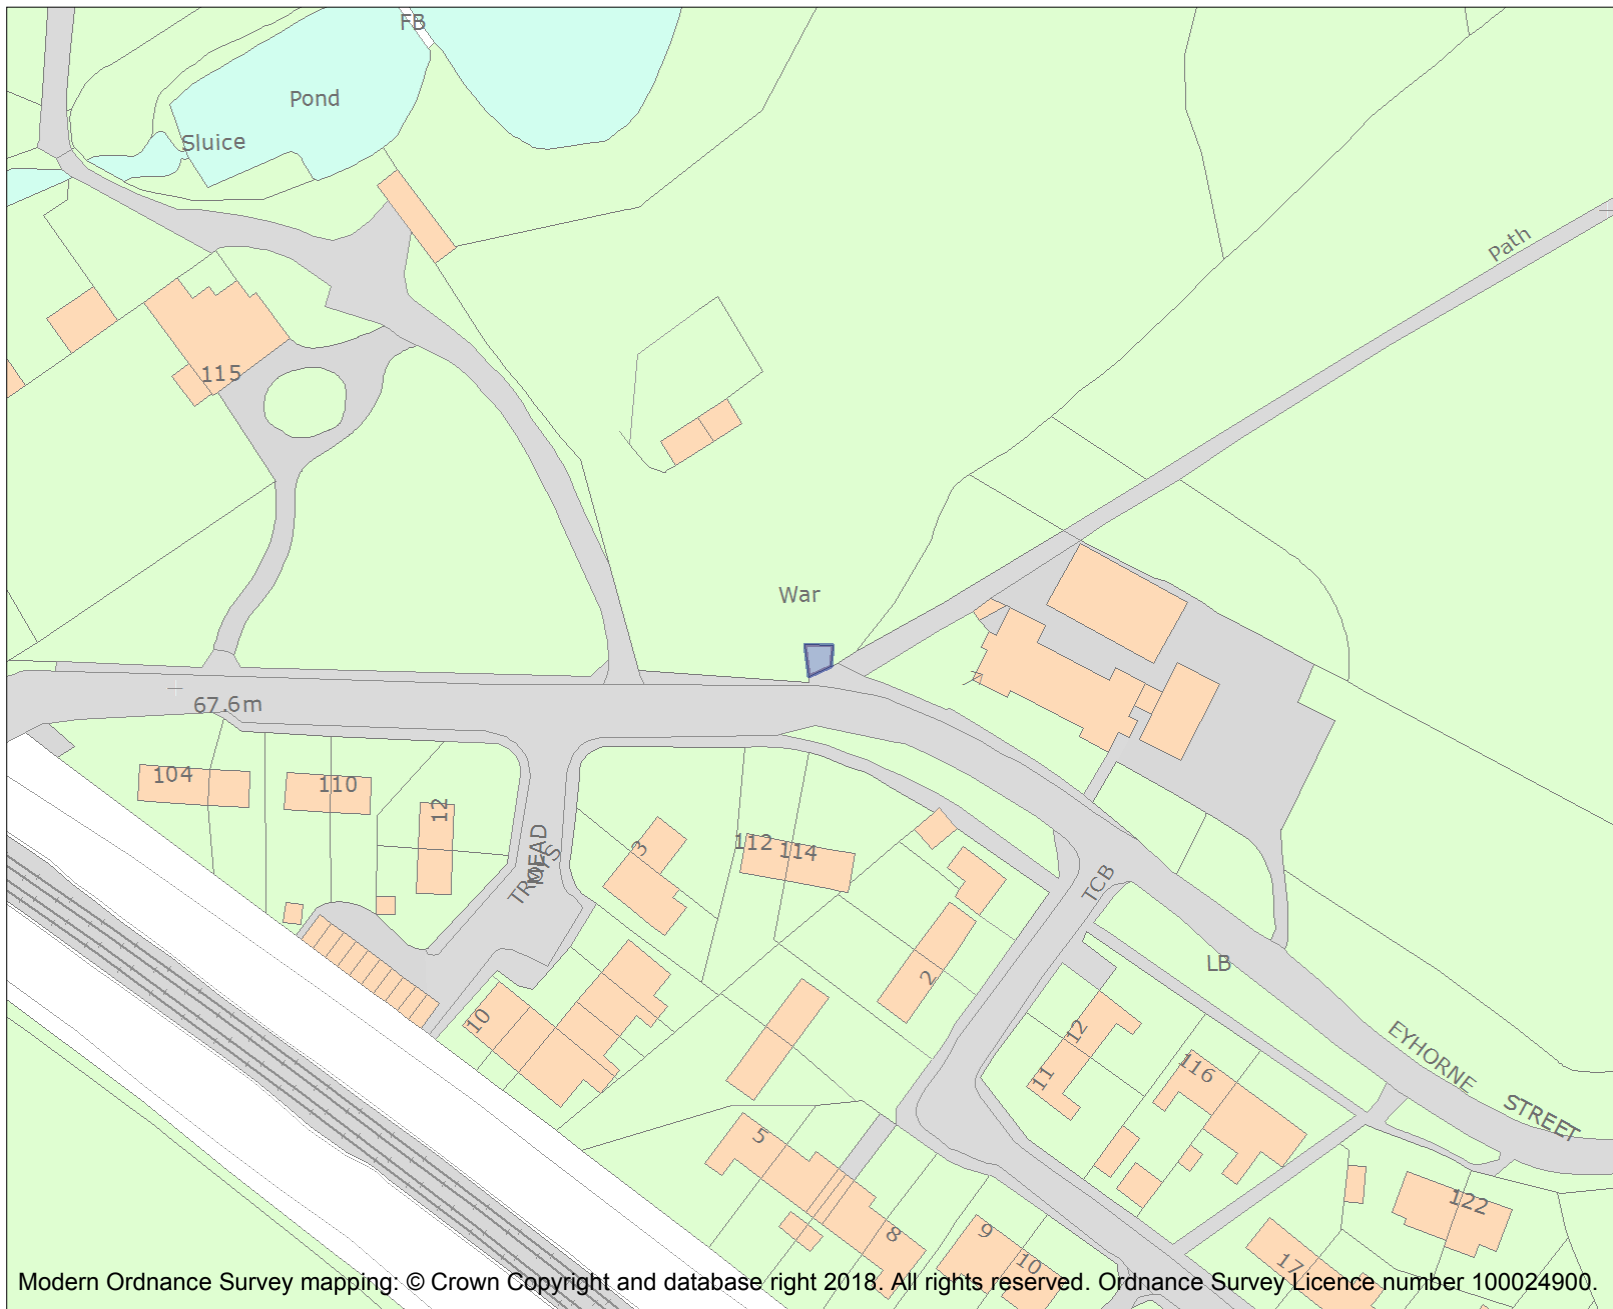 FB
Pond
Sluice
Path
115
War
67.6m
104
110
12
TROYS
MEAD
3
112
114
TCB
2
LB
10
12
11
116
EYHORNE
STREET
5
8
9
10
122
17
Modern Ordnance Survey mapping: © Crown Copyright and database right 2018. All rights reserved. Ordnance Survey Licence number 100024900.